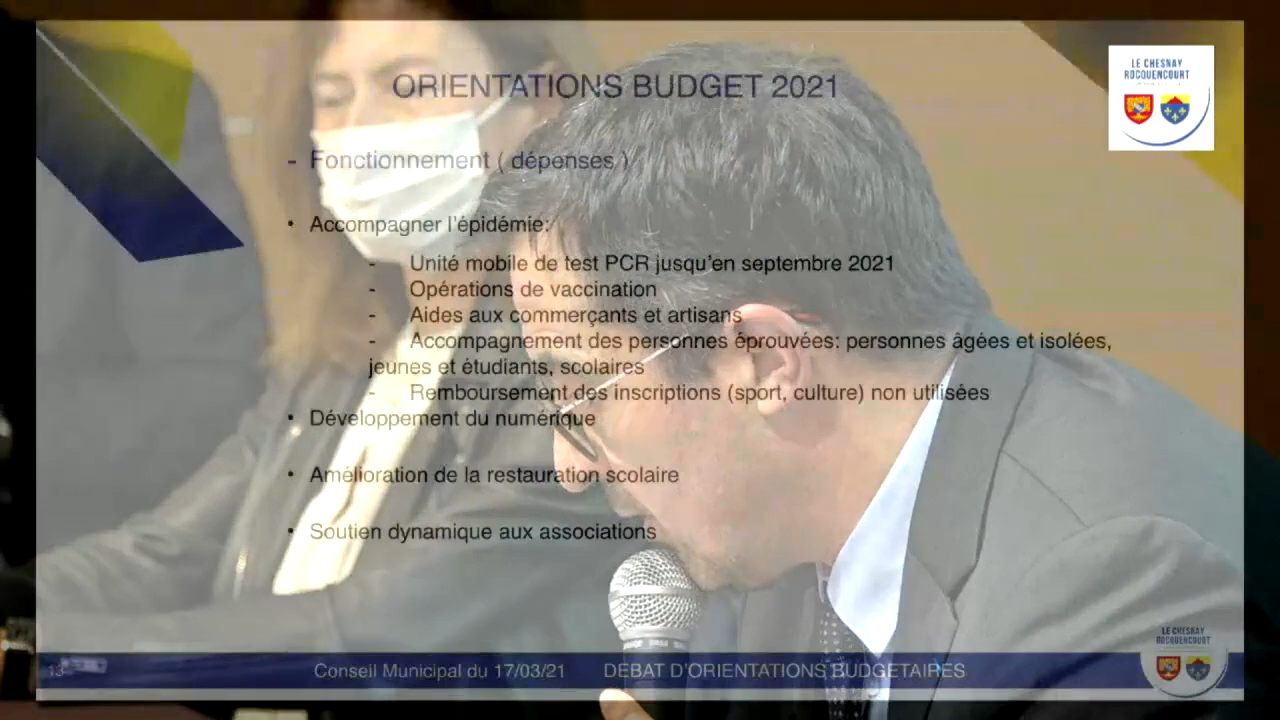 ORIENTATIONS BUDGET 2021
LE CHESNAY
ROCQUENCOURT
- Fonctionnement ( dépenses )
• Accompagner l'épidémie:
- Unité mobile de test PCR jusqu'en septembre 2021
- Opérations de vaccination
- Aides aux commerçants et artisans
- Accompagnement des personnes éprouvées: personnes âgées et isolées,
jeunes et étudiants, scolaires
- Remboursement des inscriptions (sport, culture) non utilisées
• Développement du numérique
• Amélioration de la restauration scolaire
• Soutien dynamique aux associations
13 Conseil Municipal du 17/03/21 DEBAT D'ORIENTATIONS BUDGETAIRES
LE CHESNAY
ROCQUENCOURT